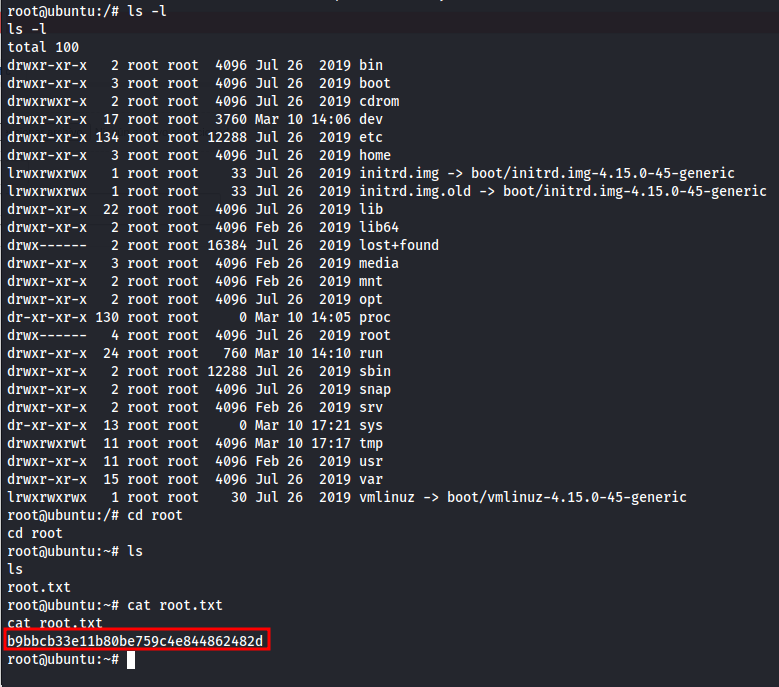 root@ubuntu:/# ls -l
ls -l
total 100
drwxr-xr-x   2 root root  4096 Jul 26  2019 bin
drwxr-xr-x   3 root root  4096 Jul 26  2019 boot
drwxrwxr-x   2 root root  4096 Jul 26  2019 cdrom
drwxr-xr-x  17 root root  3760 Mar 10 14:06 dev
drwxr-xr-x 134 root root 12288 Jul 26  2019 etc
drwxr-xr-x   3 root root  4096 Jul 26  2019 home
lrwxrwxrwx   1 root root    33 Jul 26  2019 initrd.img -> boot/initrd.img-4.15.0-45-generic
lrwxrwxrwx   1 root root    33 Jul 26  2019 initrd.img.old -> boot/initrd.img-4.15.0-45-generic
drwxr-xr-x  22 root root  4096 Jul 26  2019 lib
drwxr-xr-x   2 root root  4096 Feb 26  2019 lib64
drwx------   2 root root 16384 Jul 26  2019 lost+found
drwxr-xr-x   3 root root  4096 Feb 26  2019 media
drwxr-xr-x   2 root root  4096 Feb 26  2019 mnt
drwxr-xr-x   2 root root  4096 Jul 26  2019 opt
dr-xr-xr-x 130 root root     0 Mar 10 14:05 proc
drwx------   4 root root  4096 Jul 26  2019 root
drwxr-xr-x  24 root root   760 Mar 10 14:10 run
drwxr-xr-x   2 root root 12288 Jul 26  2019 sbin
drwxr-xr-x   2 root root  4096 Jul 26  2019 snap
drwxr-xr-x   2 root root  4096 Feb 26  2019 srv
dr-xr-xr-x  13 root root     0 Mar 10 17:21 sys
drwxrwxrwt  11 root root  4096 Mar 10 17:17 tmp
drwxr-xr-x  11 root root  4096 Feb 26  2019 usr
drwxr-xr-x  15 root root  4096 Jul 26  2019 var
lrwxrwxrwx   1 root root    30 Jul 26  2019 vmlinuz -> boot/vmlinuz-4.15.0-45-generic
root@ubuntu:/# cd root
cd root
root@ubuntu:~# ls
ls
root.txt
root@ubuntu:~# cat root.txt
cat root.txt
b9bbcb33e11b80be759c4e844862482d
root@ubuntu:~#